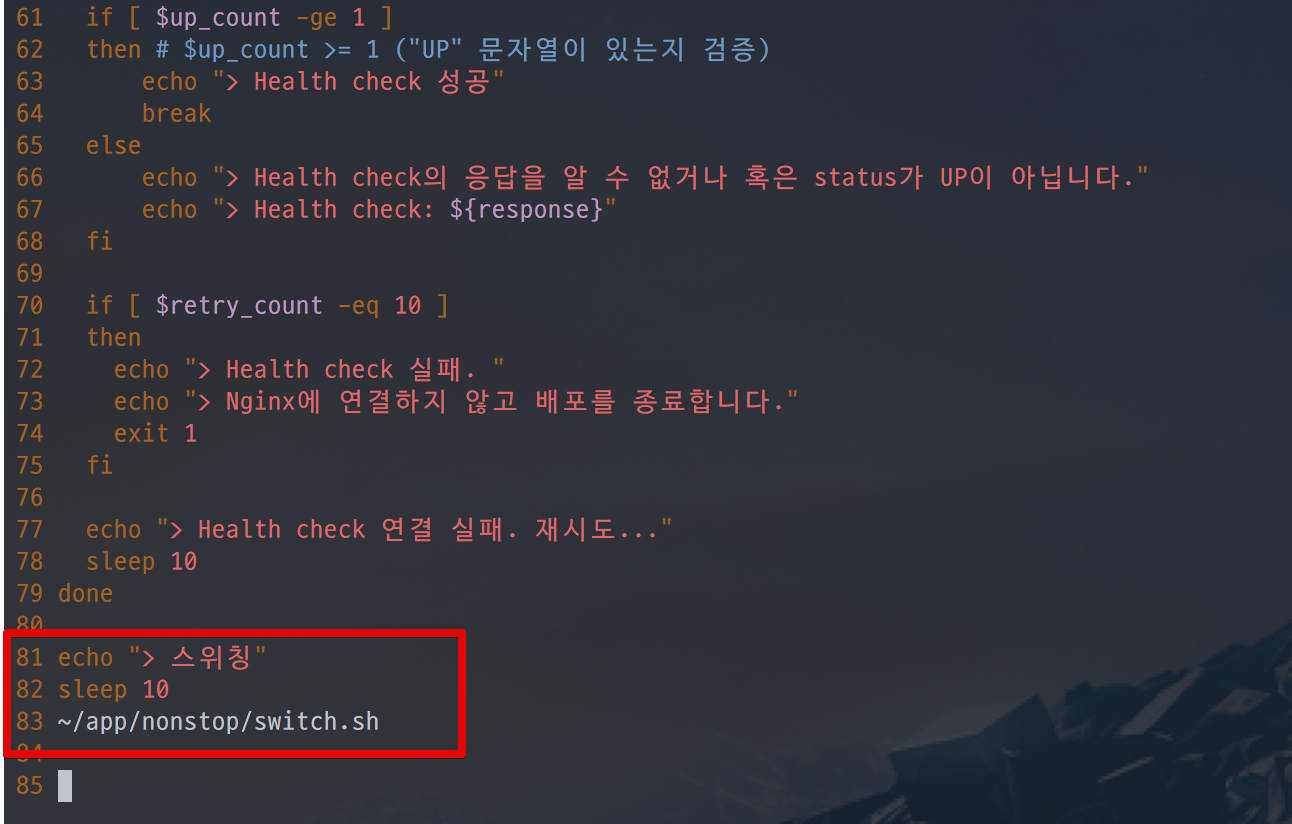 61   if [ $up_count -ge 1 ]
62   then # $up_count >= 1 ("UP" 문자열이 있는지 검증)
63       echo "> Health check 성공"
64       break
65   else
66       echo "> Health check의 응답을 알 수 없거나 혹은 status가 UP이 아닙니다."
67       echo "> Health check: ${response}"
68   fi
69
70   if [ $retry_count -eq 10 ]
71   then
72     echo "> Health check 실패. "
73     echo "> Nginx에 연결하지 않고 배포를 종료합니다."
74     exit 1
75   fi
76
77   echo "> Health check 연결 실패. 재시도..."
78   sleep 10
79 done
80
81 echo "> 스위칭"
82 sleep 10
83 ~/app/nonstop/switch.sh
84
85